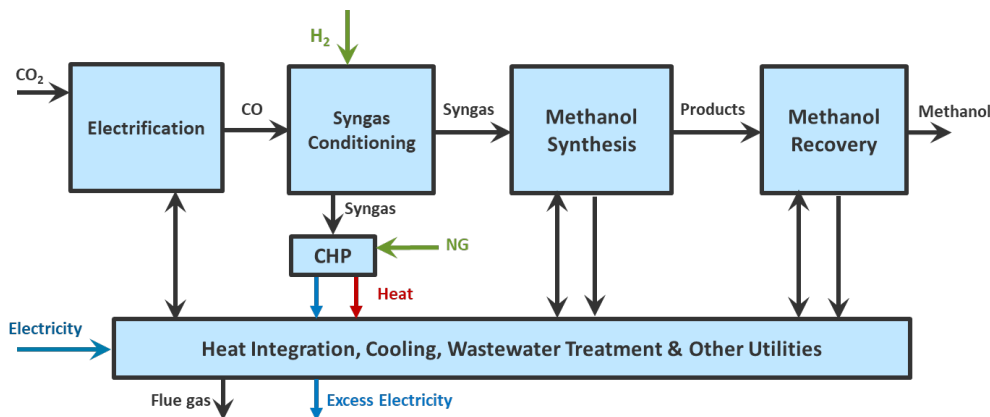 H₂
CO₂
Electrification
CO
Syngas
Conditioning
Syngas
Methanol
Synthesis
Products
Methanol
Recovery
Methanol
Syngas
CHP
NG
Heat
Electricity
Heat Integration, Cooling, Wastewater Treatment & Other Utilities
Flue gas
Excess Electricity